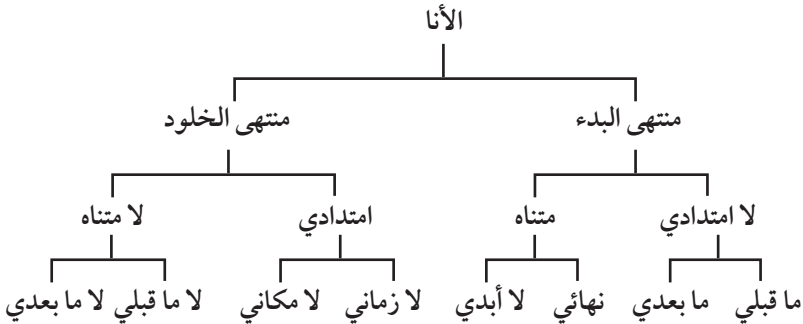 الأنا
منتهى البدء منتهى الخلود
لا امتدادي متناه امتدادي لا متناه
ما قبلي ما بعدي نهائي لا أبدي لا زماني لا مكاني لا ما قبلي لا ما بعدي